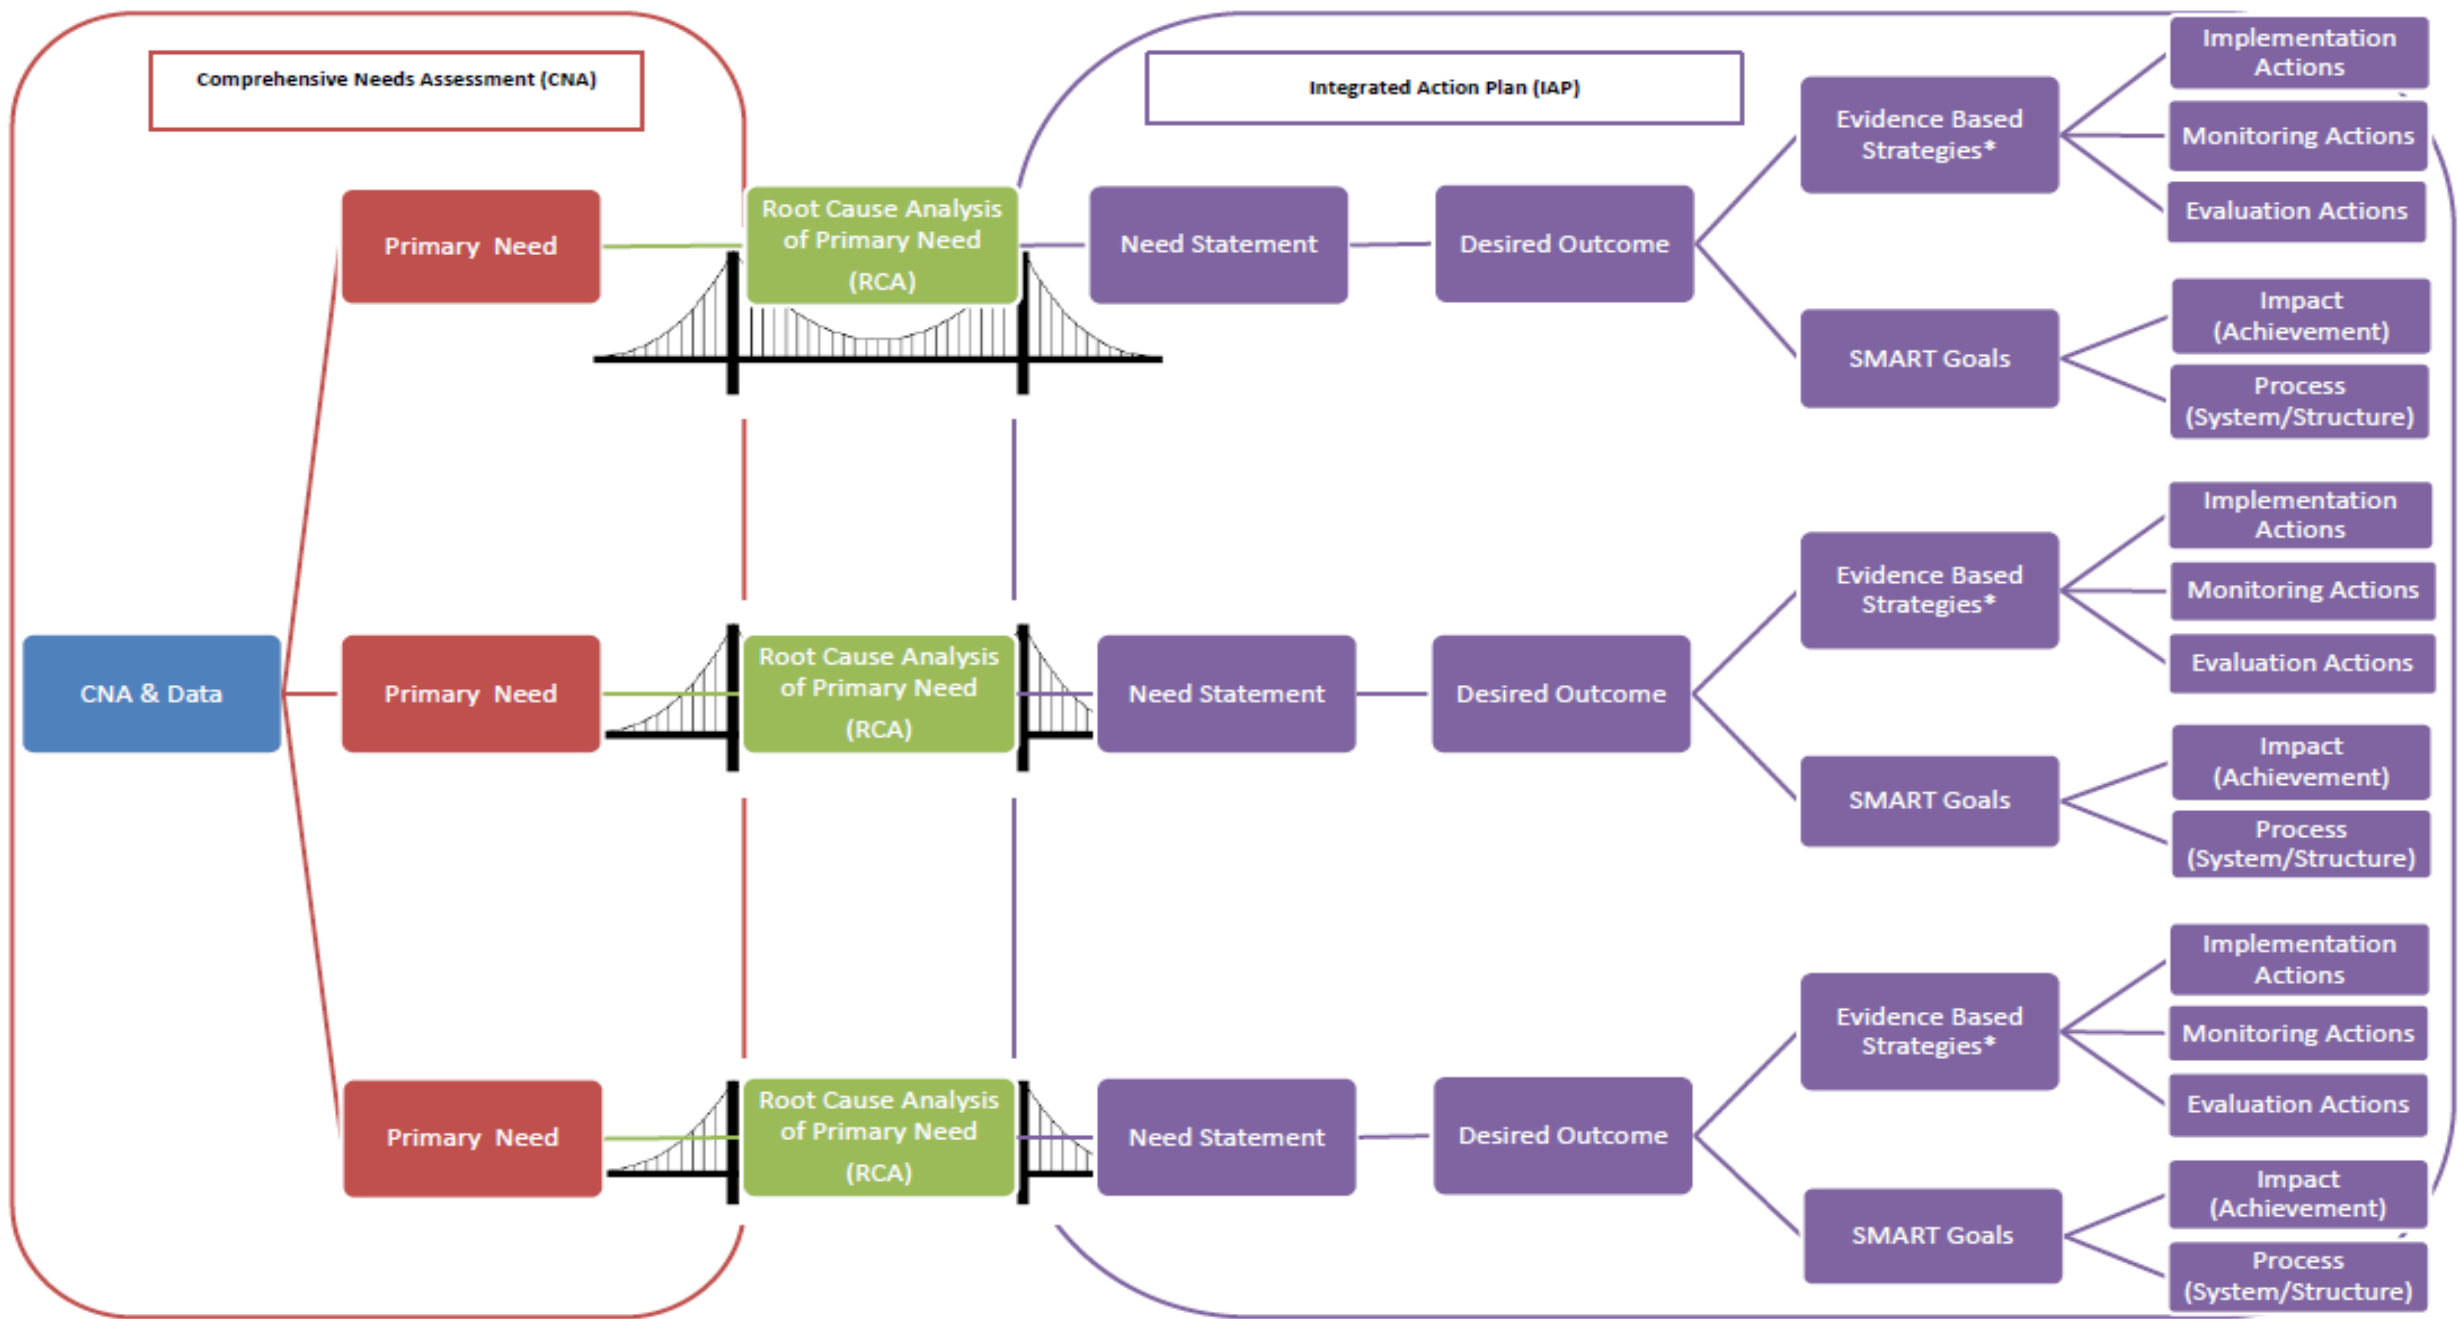 Comprehensive Needs Assessment (CNA)
Integrated Action Plan (IAP)
CNA & Data
Primary Need
Root Cause Analysis
of Primary Need
(RCA)
Need Statement
Desired Outcome
Evidence Based
Strategies*
Implementation
Actions
Monitoring Actions
Evaluation Actions
SMART Goals
Impact
(Achievement)
Process
(System/Structure)
Primary Need
Root Cause Analysis
of Primary Need
(RCA)
Need Statement
Desired Outcome
Evidence Based
Strategies*
Implementation
Actions
Monitoring Actions
Evaluation Actions
SMART Goals
Impact
(Achievement)
Process
(System/Structure)
Primary Need
Root Cause Analysis
of Primary Need
(RCA)
Need Statement
Desired Outcome
Evidence Based
Strategies*
Implementation
Actions
Monitoring Actions
Evaluation Actions
SMART Goals
Impact
(Achievement)
Process
(System/Structure)